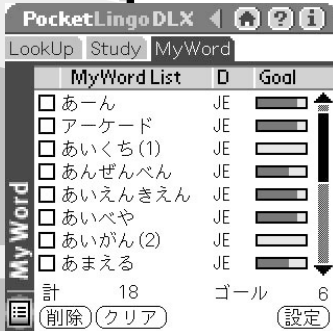 PocketLingoDLX
LookUp Study MyWord
MyWord List D Goal
あーん JE
アーケード JE
あいくち(1) JE
あんぜんべん JE
あいえんきえん JE
あいべや JE
あいがん(2) JE
あまえる JE
My Word
計 18 ゴール 6
削除 クリア 設定